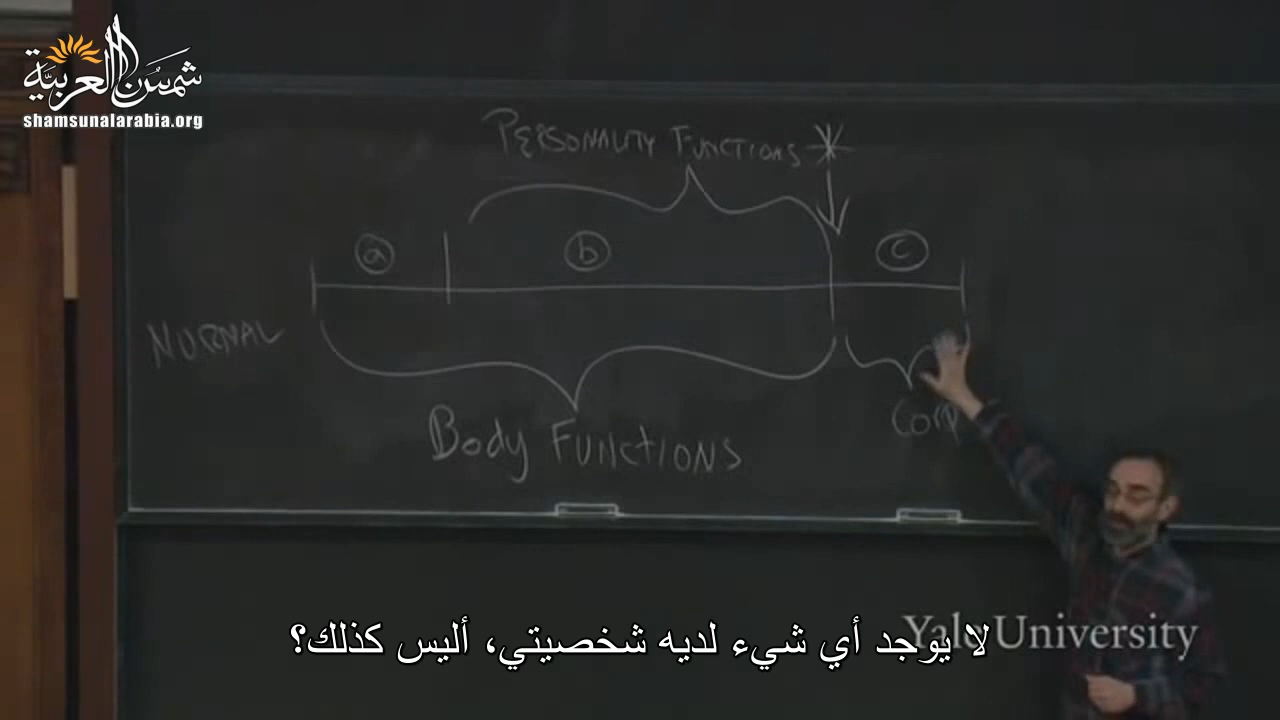 شمس العربية
shamsunalarabia.org
PERSONALITY FUNCTIONS *
a b c
NORMAL
Corp
Body FUNCTIONS
Yale University
لا يوجد أي شيء لديه شخصيتي، أليس كذلك؟